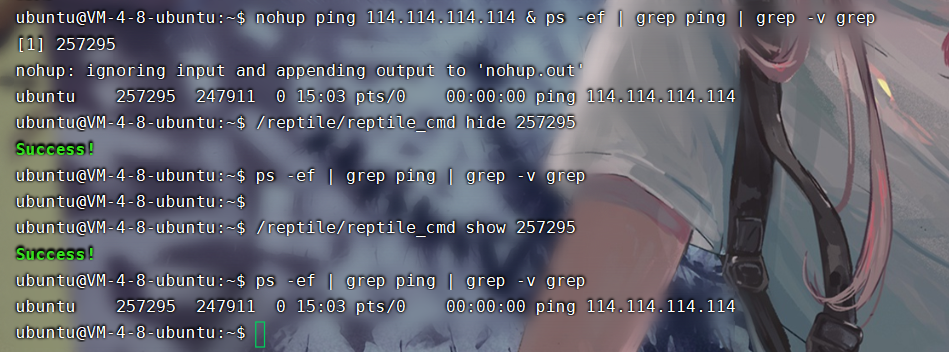 ubuntu@VM-4-8-ubuntu:~$ nohup ping 114.114.114.114 & ps -ef | grep ping | grep -v grep
[1] 257295
nohup: ignoring input and appending output to 'nohup.out'
ubuntu    257295  247911  0 15:03 pts/0    00:00:00 ping 114.114.114.114
ubuntu@VM-4-8-ubuntu:~$ /reptile/reptile_cmd hide 257295
Success!
ubuntu@VM-4-8-ubuntu:~$ ps -ef | grep ping | grep -v grep
ubuntu@VM-4-8-ubuntu:~$
ubuntu@VM-4-8-ubuntu:~$ /reptile/reptile_cmd show 257295
Success!
ubuntu@VM-4-8-ubuntu:~$ ps -ef | grep ping | grep -v grep
ubuntu    257295  247911  0 15:03 pts/0    00:00:00 ping 114.114.114.114
ubuntu@VM-4-8-ubuntu:~$